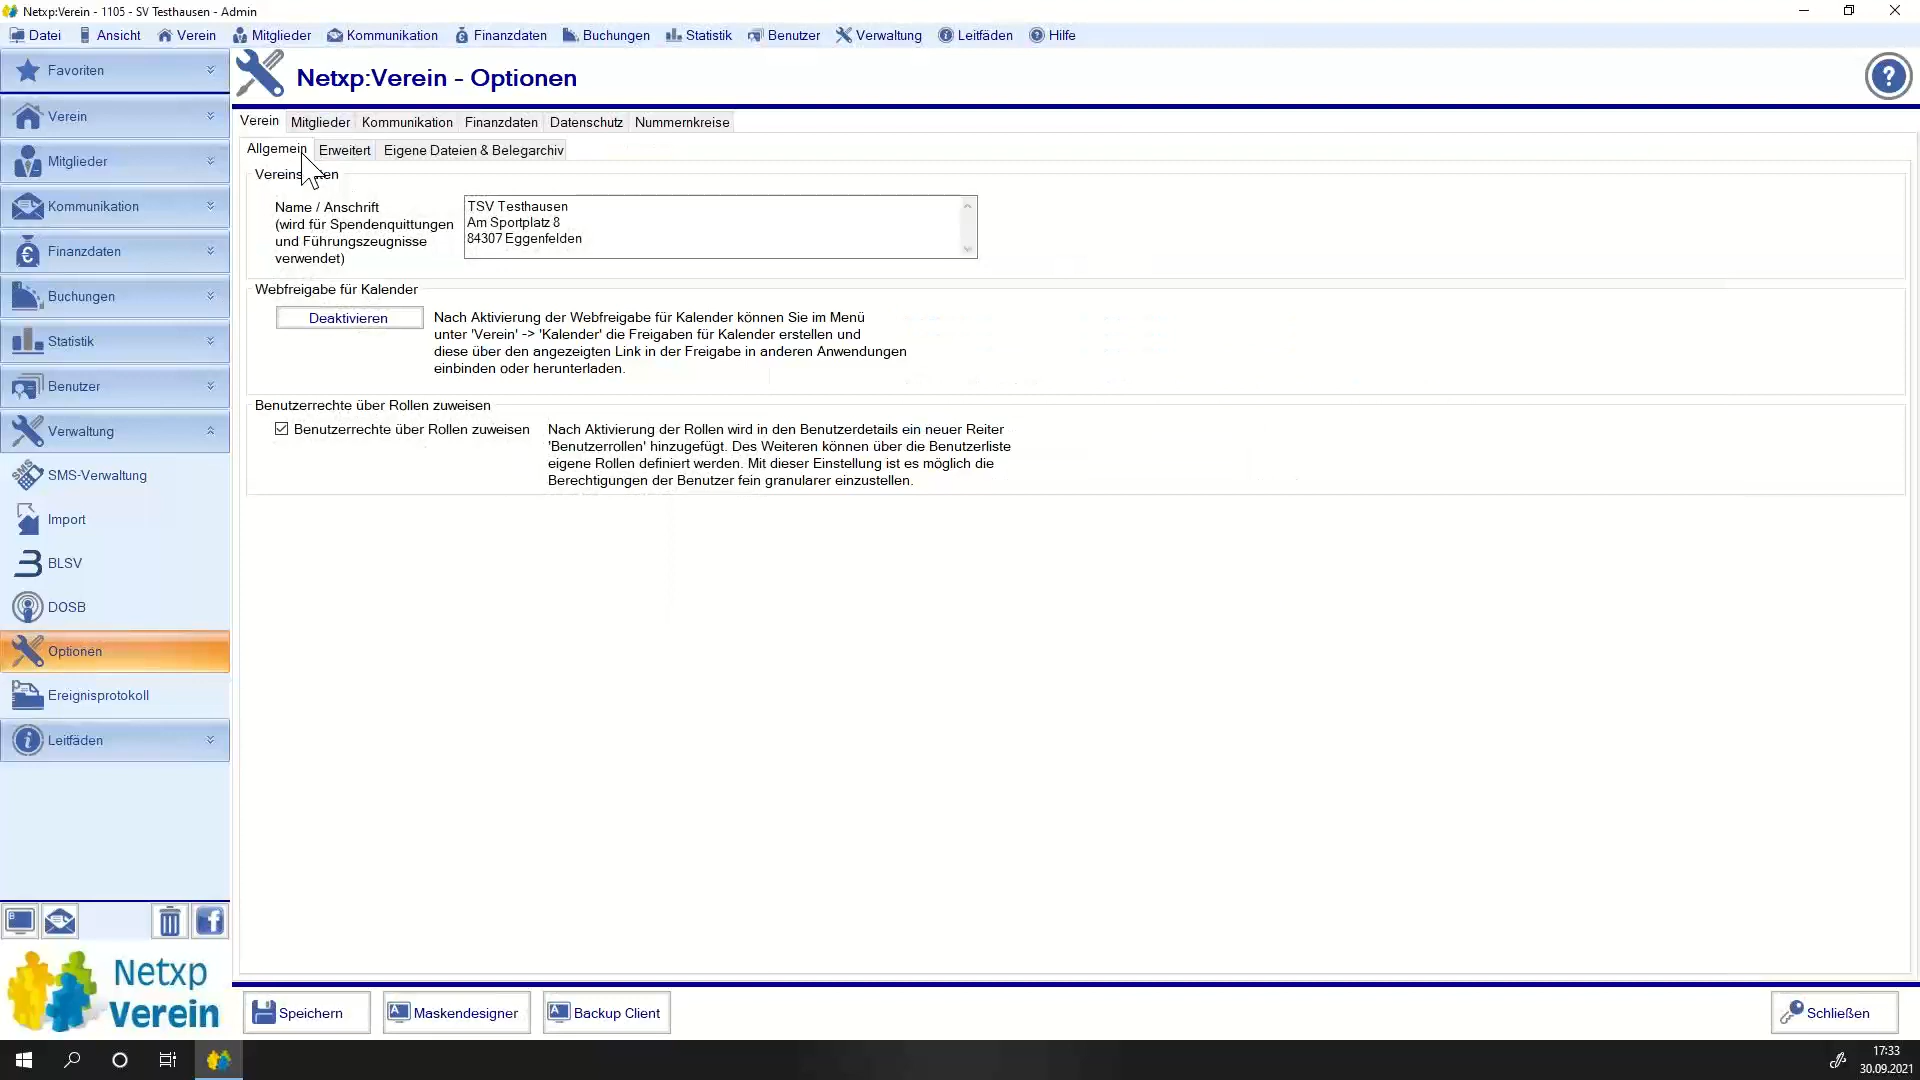 Netxp:Verein - 1105 - SV Testhausen - Admin
Datei Ansicht Verein Mitglieder Kommunikation Finanzdaten Buchungen Statistik Benutzer Verwaltung Leitfäden Hilfe
Favoriten
Verein
Mitglieder
Kommunikation
Finanzdaten
Buchungen
Statistik
Benutzer
Verwaltung
SMS-Verwaltung
Import
BLSV
DOSB
Optionen
Ereignisprotokoll
Leitfäden
Netxp
Verein
Netxp:Verein - Optionen
Verein Mitglieder Kommunikation Finanzdaten Datenschutz Nummernkreise
Allgemein Erweitert Eigene Dateien & Belegarchiv
Name / Anschrift
(wird für Spendenquittungen
und Führungszeugnisse
verwendet)
TSV Testhausen
Am Sportplatz 8
84307 Eggenfelden
Webfreigabe für Kalender
Deaktivieren
Nach Aktivierung der Webfreigabe für Kalender können Sie im Menü
unter 'Verein' -> 'Kalender' die Freigaben für Kalender erstellen und
diese über den angezeigten Link in der Freigabe in anderen Anwendungen
einbinden oder herunterladen.
Benutzerrechte über Rollen zuweisen
Benutzerrechte über Rollen zuweisen
Nach Aktivierung der Rollen wird in den Benutzerdetails ein neuer Reiter
'Benutzerrollen' hinzugefügt. Des Weiteren können über die Benutzerliste
eigene Rollen definiert werden. Mit dieser Einstellung ist es möglich die
Berechtigungen der Benutzer fein granularer einzustellen.
Speichern Maskendesigner Backup Client Schließen
17:33
30.09.2021